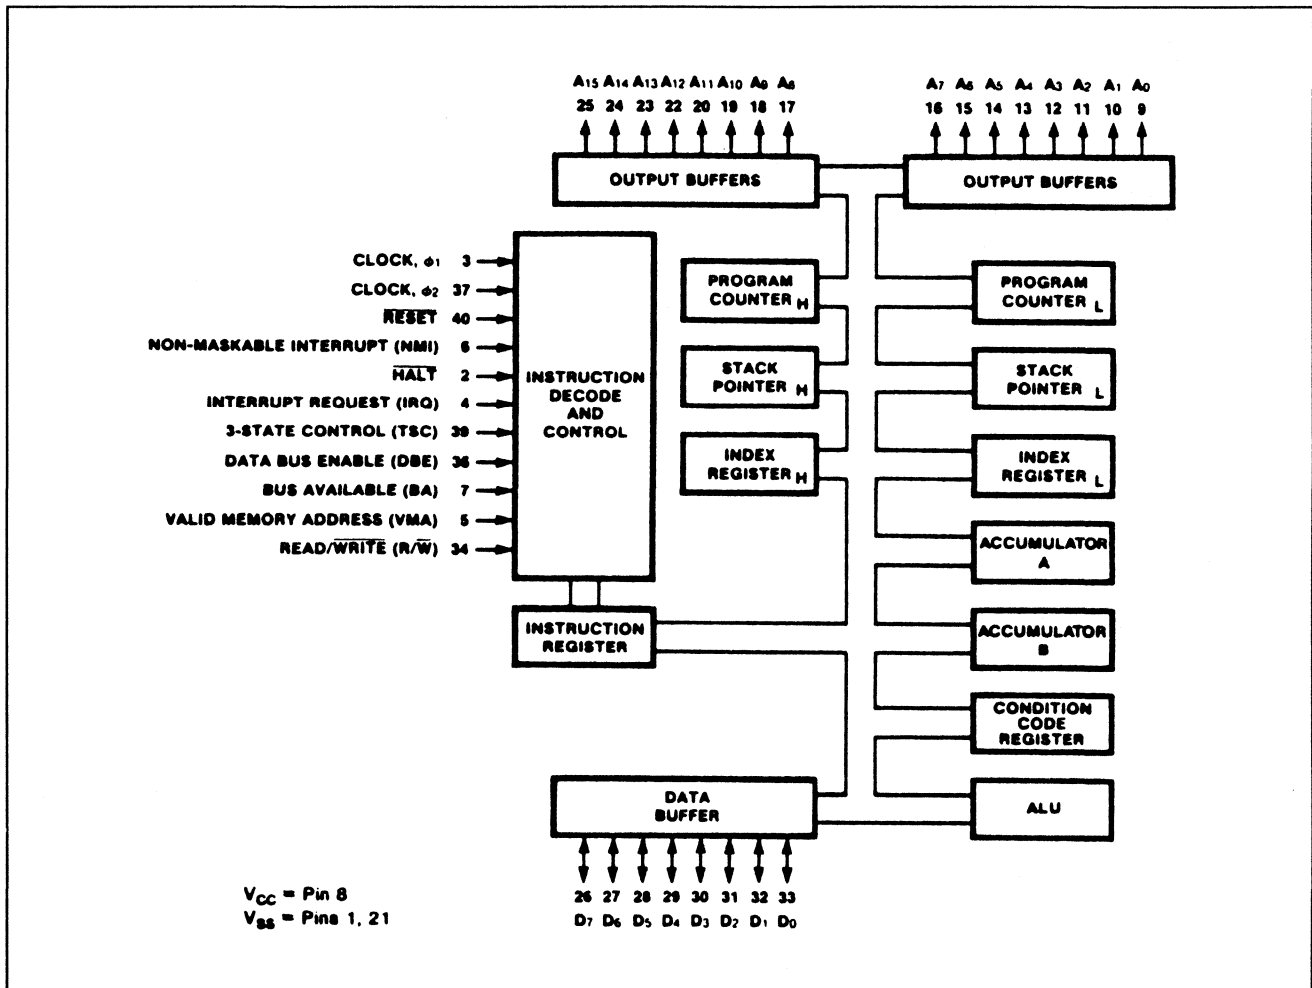 A15 A14 A13 A12 A11 A10 A9 A8
25 24 23 22 20 19 18 17
A7 A6 A5 A4 A3 A2 A1 A0
16 15 14 13 12 11 10 9
OUTPUT BUFFERS
OUTPUT BUFFERS
CLOCK, ϕ1 3
CLOCK, ϕ2 37
RESET 40
NON-MASKABLE INTERRUPT (NMI) 6
HALT 2
INTERRUPT REQUEST (IRQ) 4
3-STATE CONTROL (TSC) 39
DATA BUS ENABLE (DBE) 36
BUS AVAILABLE (BA) 7
VALID MEMORY ADDRESS (VMA) 5
READ/WRITE (R/W) 34
INSTRUCTION
DECODE
AND
CONTROL
INSTRUCTION
REGISTER
PROGRAM
COUNTER H
STACK
POINTER H
INDEX
REGISTER H
PROGRAM
COUNTER L
STACK
POINTER L
INDEX
REGISTER L
ACCUMULATOR
A
ACCUMULATOR
B
CONDITION
CODE
REGISTER
ALU
DATA
BUFFER
26 27 28 29 30 31 32 33
D7 D6 D5 D4 D3 D2 D1 D0
VCC = Pin 8
VSS = Pins 1, 21